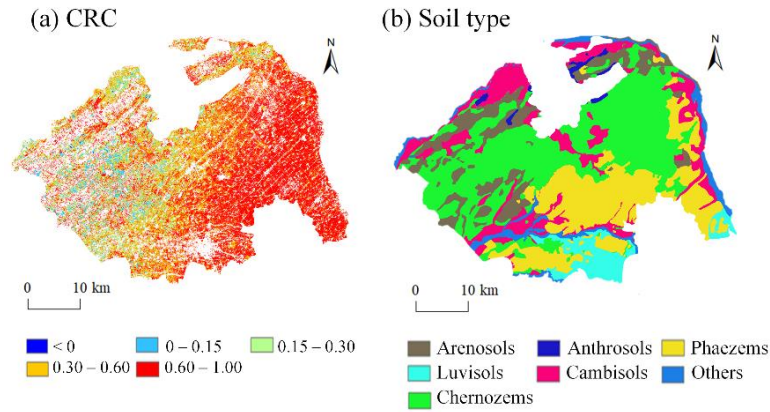 (a) CRC
(b) Soil type
N
N
0
10 km
0
10 km
< 0
0 – 0.15
0.15 – 0.30
0.30 – 0.60
0.60 – 1.00
Arenosols
Anthrosols
Phaezems
Luvisols
Cambisols
Others
Chernozems